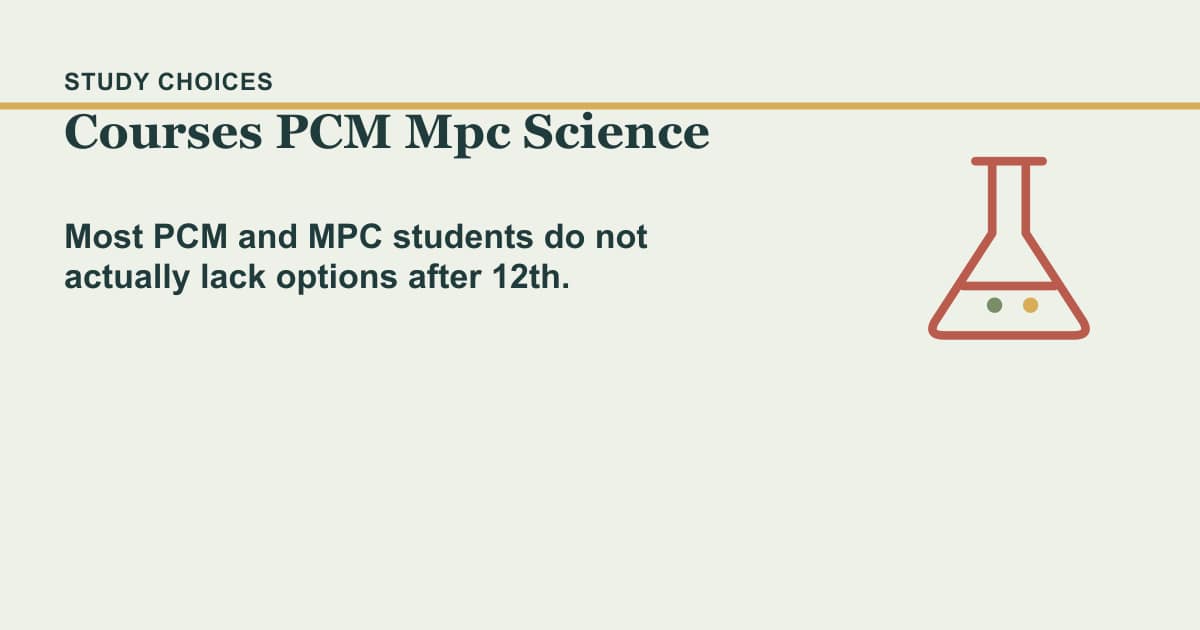 STUDY CHOICES
Courses PCM Mpc Science
Most PCM and MPC students do not
actually lack options after 12th.